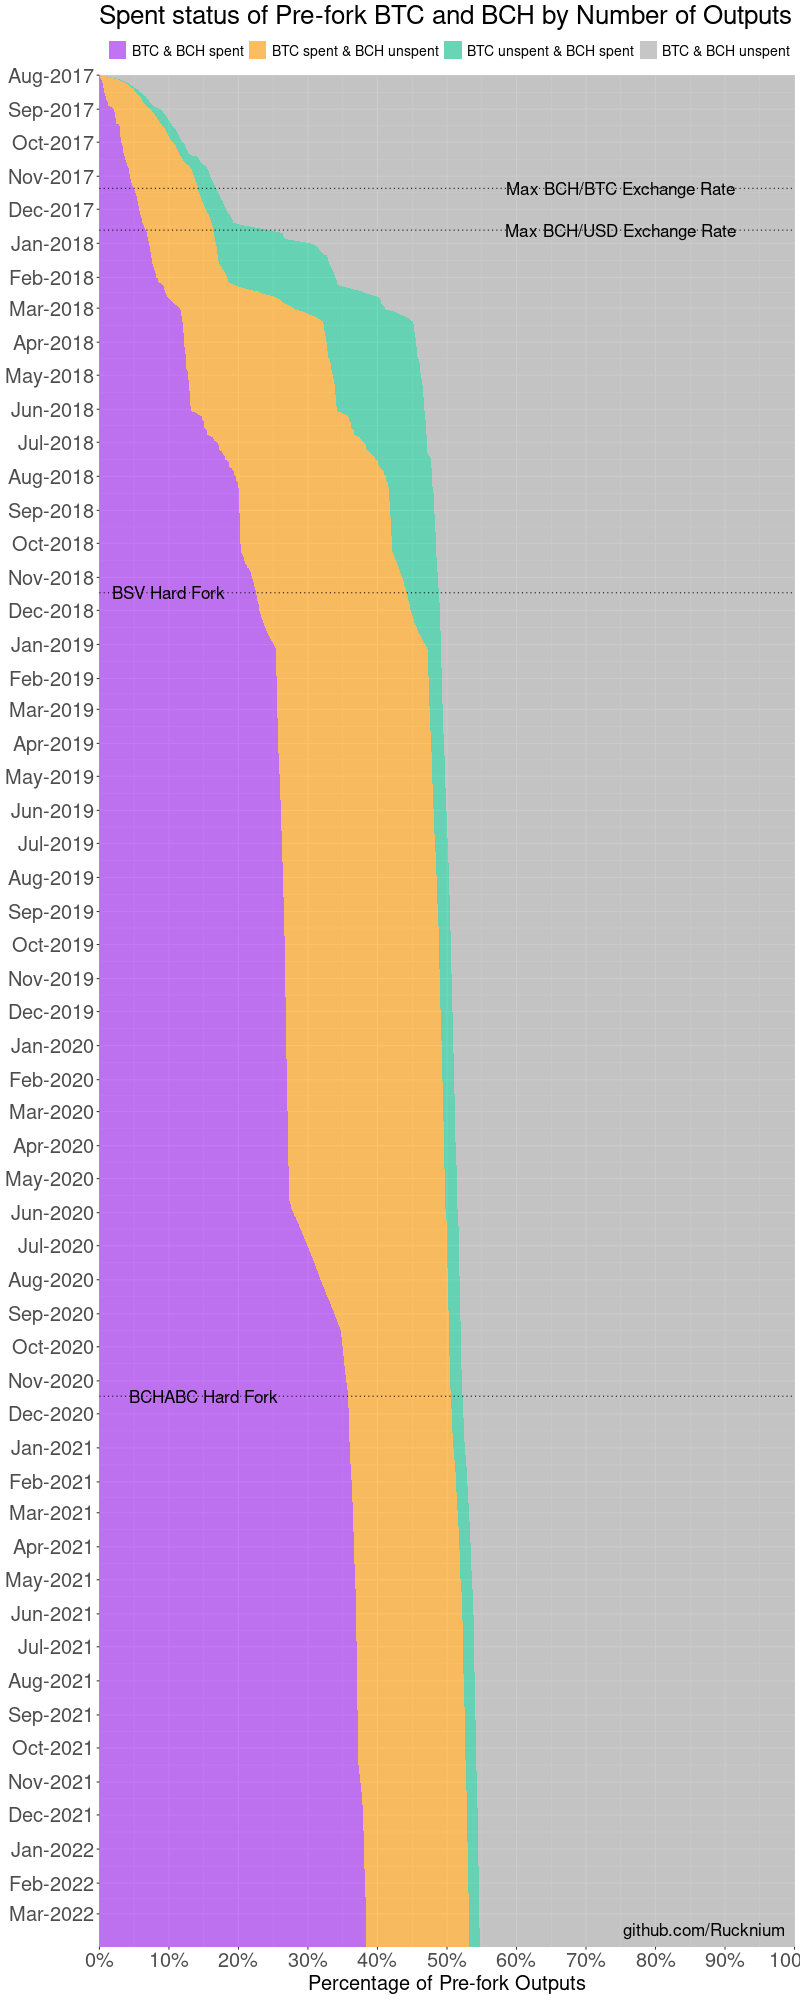 Spent status of Pre-fork BTC and BCH by Number of Outputs
BTC & BCH spent BTC spent & BCH unspent BTC unspent & BCH spent BTC & BCH unspent
Aug-2017
Sep-2017
Oct-2017
Nov-2017
Max BCH/BTC Exchange Rate
Dec-2017
Max BCH/USD Exchange Rate
Jan-2018
Feb-2018
Mar-2018
Apr-2018
May-2018
Jun-2018
Jul-2018
Aug-2018
Sep-2018
Oct-2018
Nov-2018
BSV Hard Fork
Dec-2018
Jan-2019
Feb-2019
Mar-2019
Apr-2019
May-2019
Jun-2019
Jul-2019
Aug-2019
Sep-2019
Oct-2019
Nov-2019
Dec-2019
Jan-2020
Feb-2020
Mar-2020
Apr-2020
May-2020
Jun-2020
Jul-2020
Aug-2020
Sep-2020
Oct-2020
Nov-2020
BCHABC Hard Fork
Dec-2020
Jan-2021
Feb-2021
Mar-2021
Apr-2021
May-2021
Jun-2021
Jul-2021
Aug-2021
Sep-2021
Oct-2021
Nov-2021
Dec-2021
Jan-2022
Feb-2022
Mar-2022
github.com/Rucknium
0% 10% 20% 30% 40% 50% 60% 70% 80% 90% 100
Percentage of Pre-fork Outputs